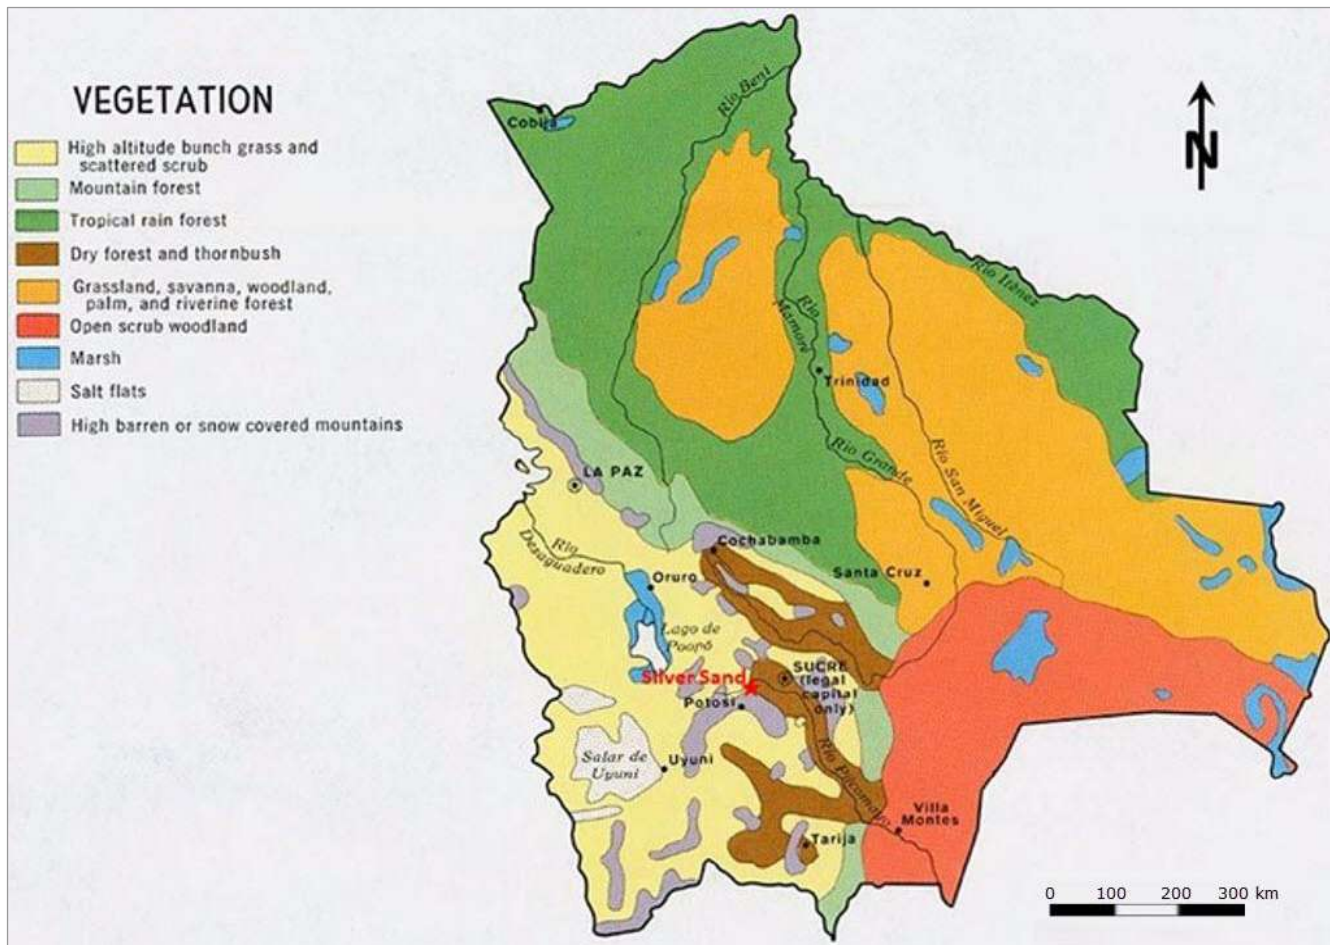 VEGETATION
High altitude bunch grass and
scattered scrub
Mountain forest
Tropical rain forest
Dry forest and thornbush
Grassland, savanna, woodland,
palm, and riverine forest
Open scrub woodland
Marsh
Salt flats
High barren or snow covered mountains
N
Cobija
Río Beni
Río Iténez
Río
Mamoré
Trinidad
Río Grande
Río San Miguel
LA PAZ
Río
Desaguadero
Cochabamba
Oruro
Santa Cruz
Lago de
Poopó
Silver Sand
SUCRE
(legal
capital
only)
Potosí
Salar de
Uyuni
Uyuni
Río Pilcomayo
Villa
Montes
Tarija
0 100 200 300 km